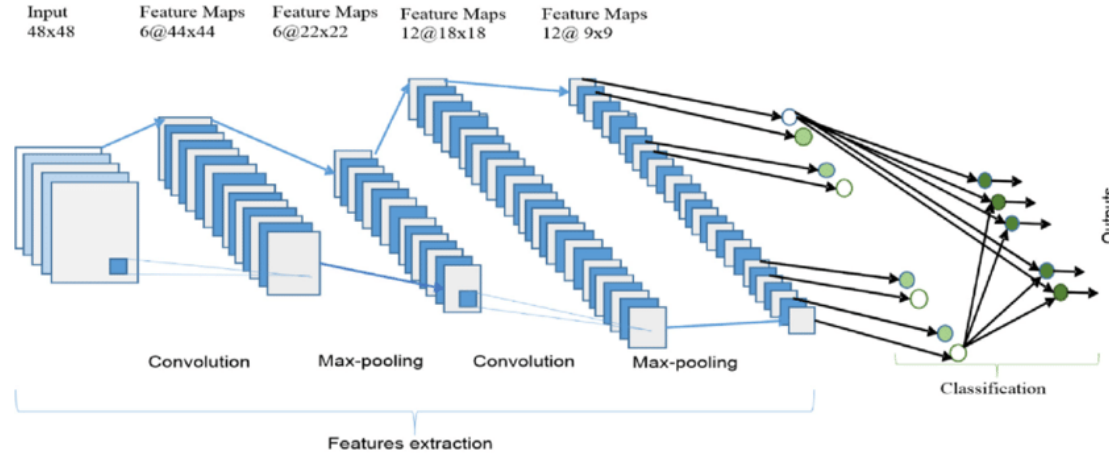 Input
48x48
Feature Maps
6@44x44
Feature Maps
6@22x22
Feature Maps
12@18x18
Feature Maps
12@ 9x9
Outputs
Convolution
Max-pooling
Convolution
Max-pooling
Classification
Features extraction